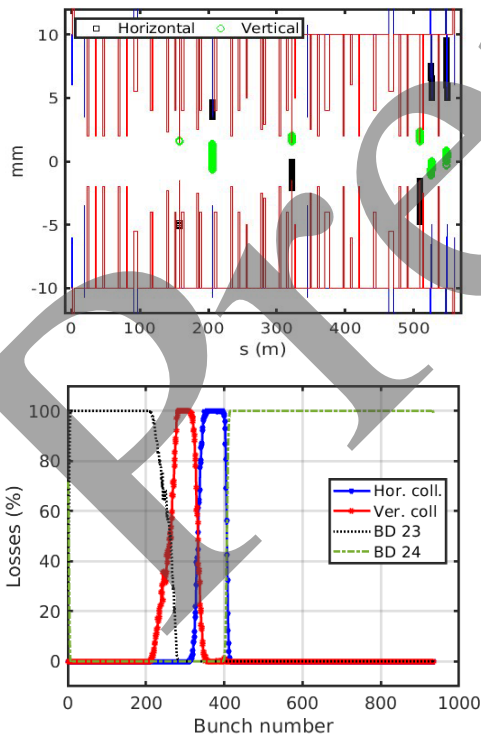 Horizontal Vertical
10
5
0
-5
-10
mm
0 100 200 300 400 500
s (m)
100
80
60
40
20
0
Losses (%)
Hor. coll.
Ver. coll
BD 23
BD 24
0 200 400 600 800 1000
Bunch number
Pre